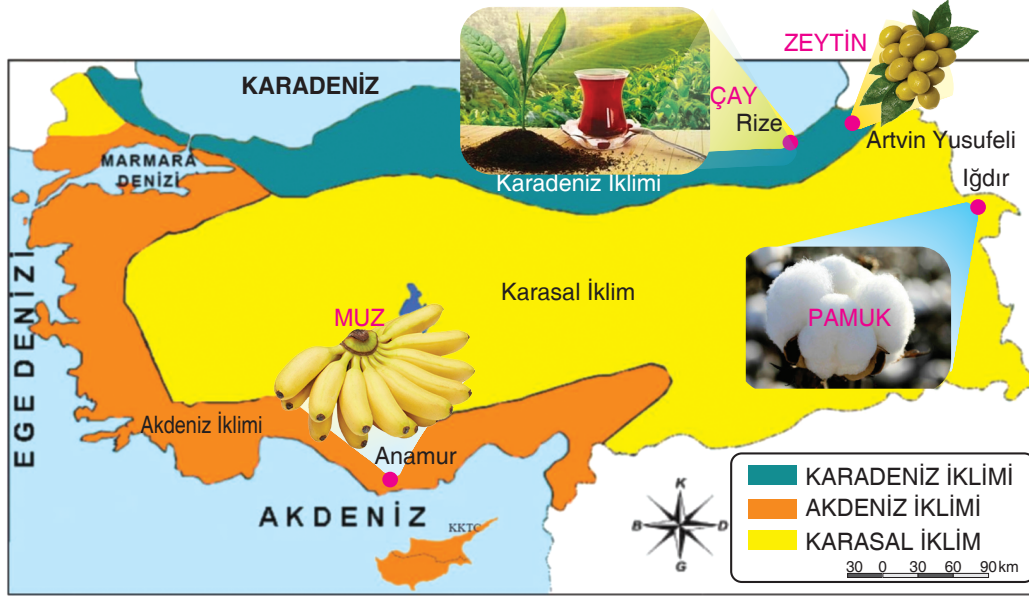 ZEYTİN
KARADENİZ
ÇAY
Rize
Artvin Yusufeli
MARMARA
DENİZİ
Karadeniz İklimi
Iğdır
EGE DENİZİ
Karasal İklim
MUZ
PAMUK
Akdeniz İklimi
Anamur
AKDENİZ
KKTC
K
B
D
G
KARADENİZ İKLİMİ
AKDENİZ İKLİMİ
KARASAL İKLİM
30 0 30 60 90 km